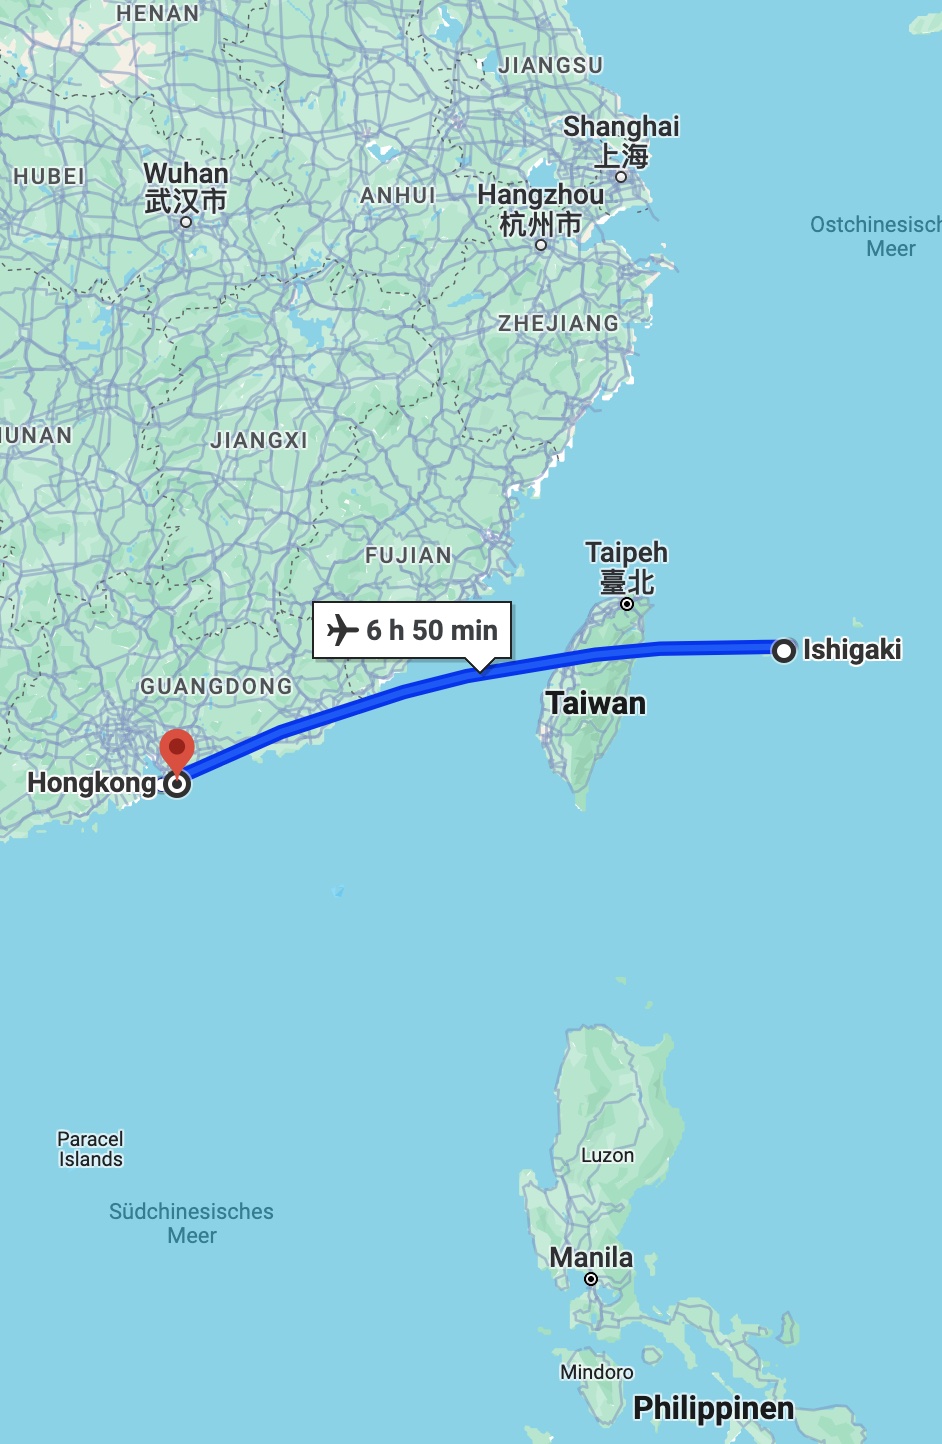 HENAN
JIANGSU
Shanghai
上海
HUBEI
Wuhan
武汉市
ANHUI
Hangzhou
杭州市
Ostchinesisch
Meer
ZHEJIANG
UNAN
JIANGXI
FUJIAN
Taipeh
臺北
6 h 50 min
Ishigaki
GUANGDONG
Taiwan
Hongkong
Paracel
Islands
Luzon
Südchinesisches
Meer
Manila
Mindoro
Philippinen